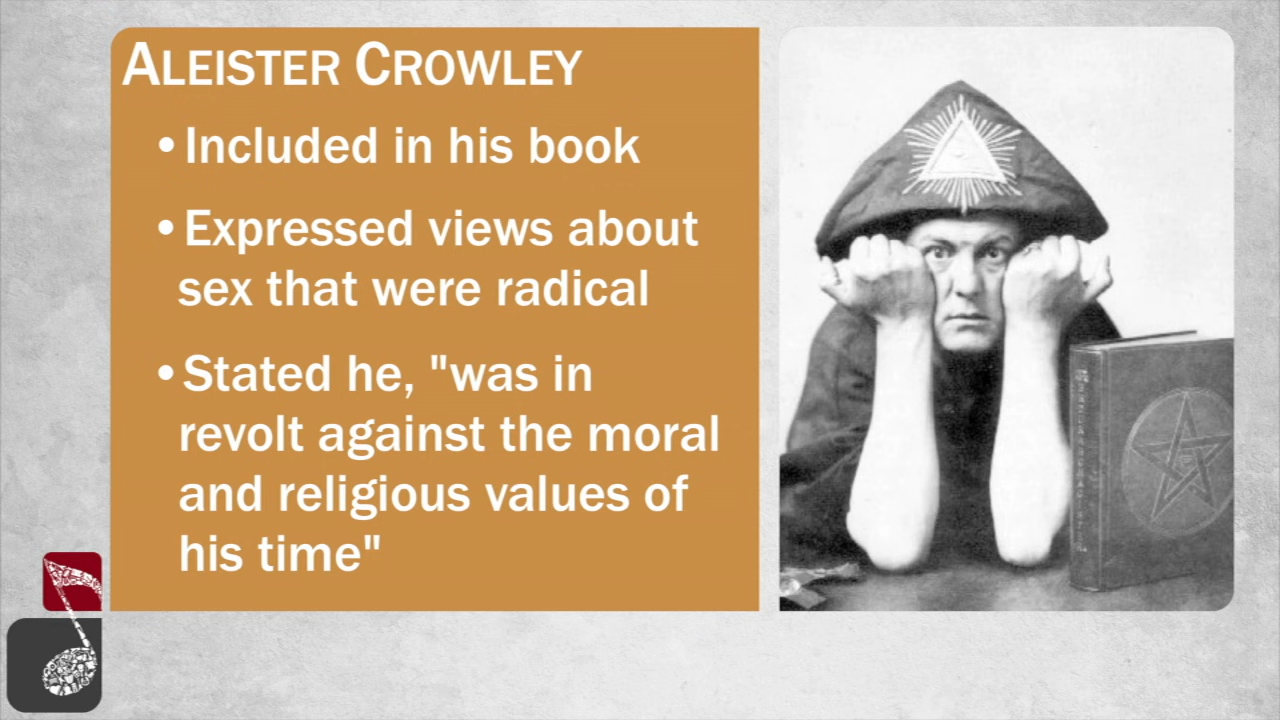 ALEISTER CROWLEY
•Included in his book
•Expressed views about
sex that were radical
•Stated he, "was in
revolt against the moral
and religious values of
his time"